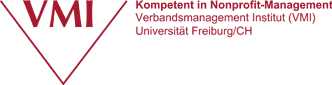 VMI
Kompetent in Nonprofit-Management
Verbandsmanagement Institut (VMI)
Universität Freiburg/CH